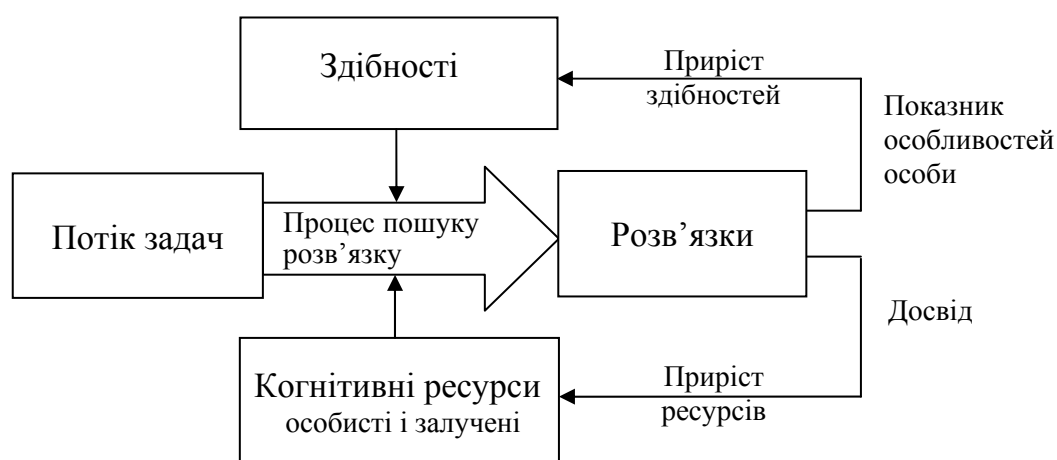 Здібності
Приріст
здібностей
Показник
особливостей
особи
Потік задач
Процес пошуку
розв’язку
Розв’язки
Досвід
Когнітивні ресурси
особисті і залучені
Приріст
ресурсів